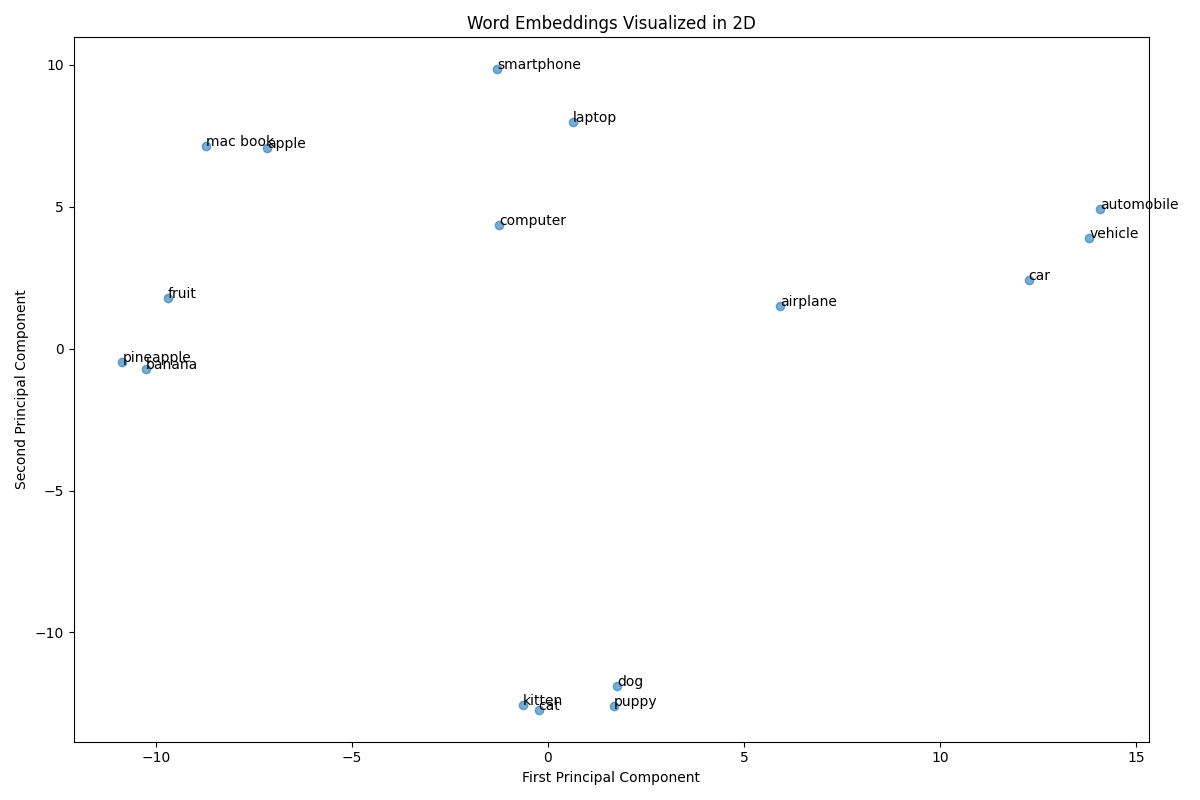 Word Embeddings Visualized in 2D
smartphone
laptop
mac book
apple
computer
automobile
vehicle
car
airplane
fruit
pineapple
banana
dog
kitten
cat
puppy
10
5
0
−5
−10
Second Principal Component
−10
−5
0
5
10
15
First Principal Component